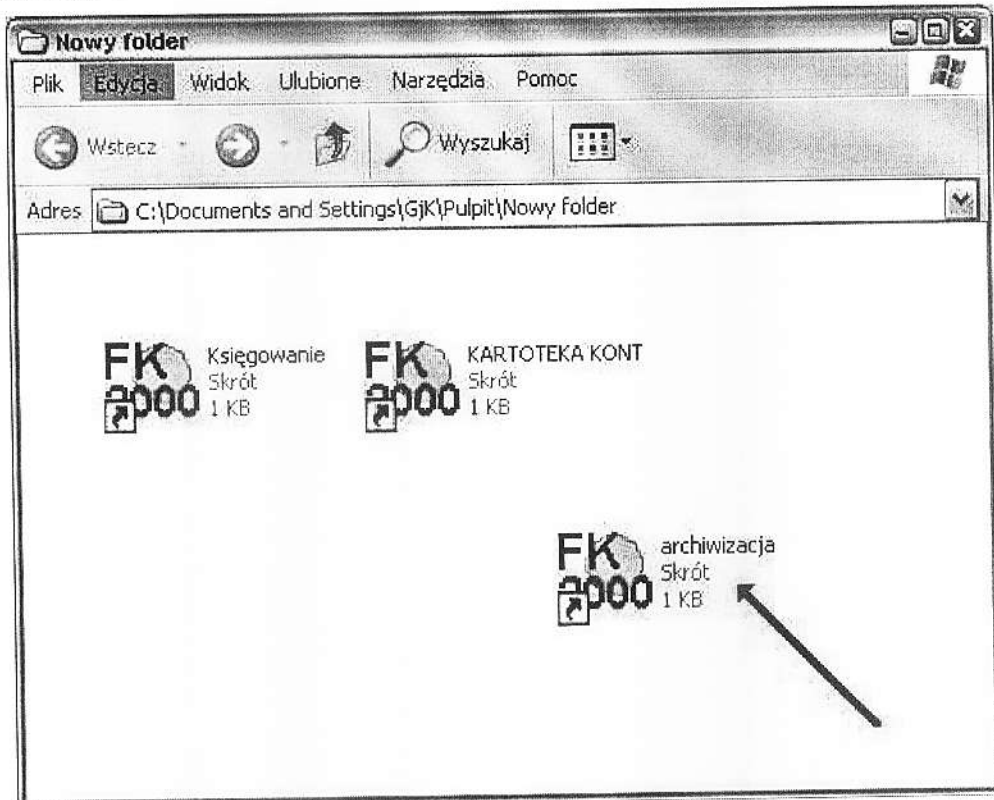 Nowy folder
Plik Edycja Widok Ulubione Narzędzia Pomoc
Wstecz Wyszukaj
Adres C:\Documents and Settings\GjK\Pulpit\Nowy folder
FK 2000 Księgowanie
Skrót
1 KB
FK 2000 KARTOTEKA KONT
Skrót
1 KB
FK 2000 archiwizacja
Skrót
1 KB